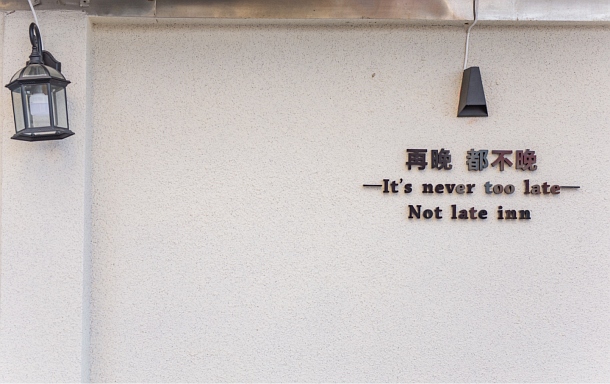 再晚 都不晚
It's never too late
Not late inn